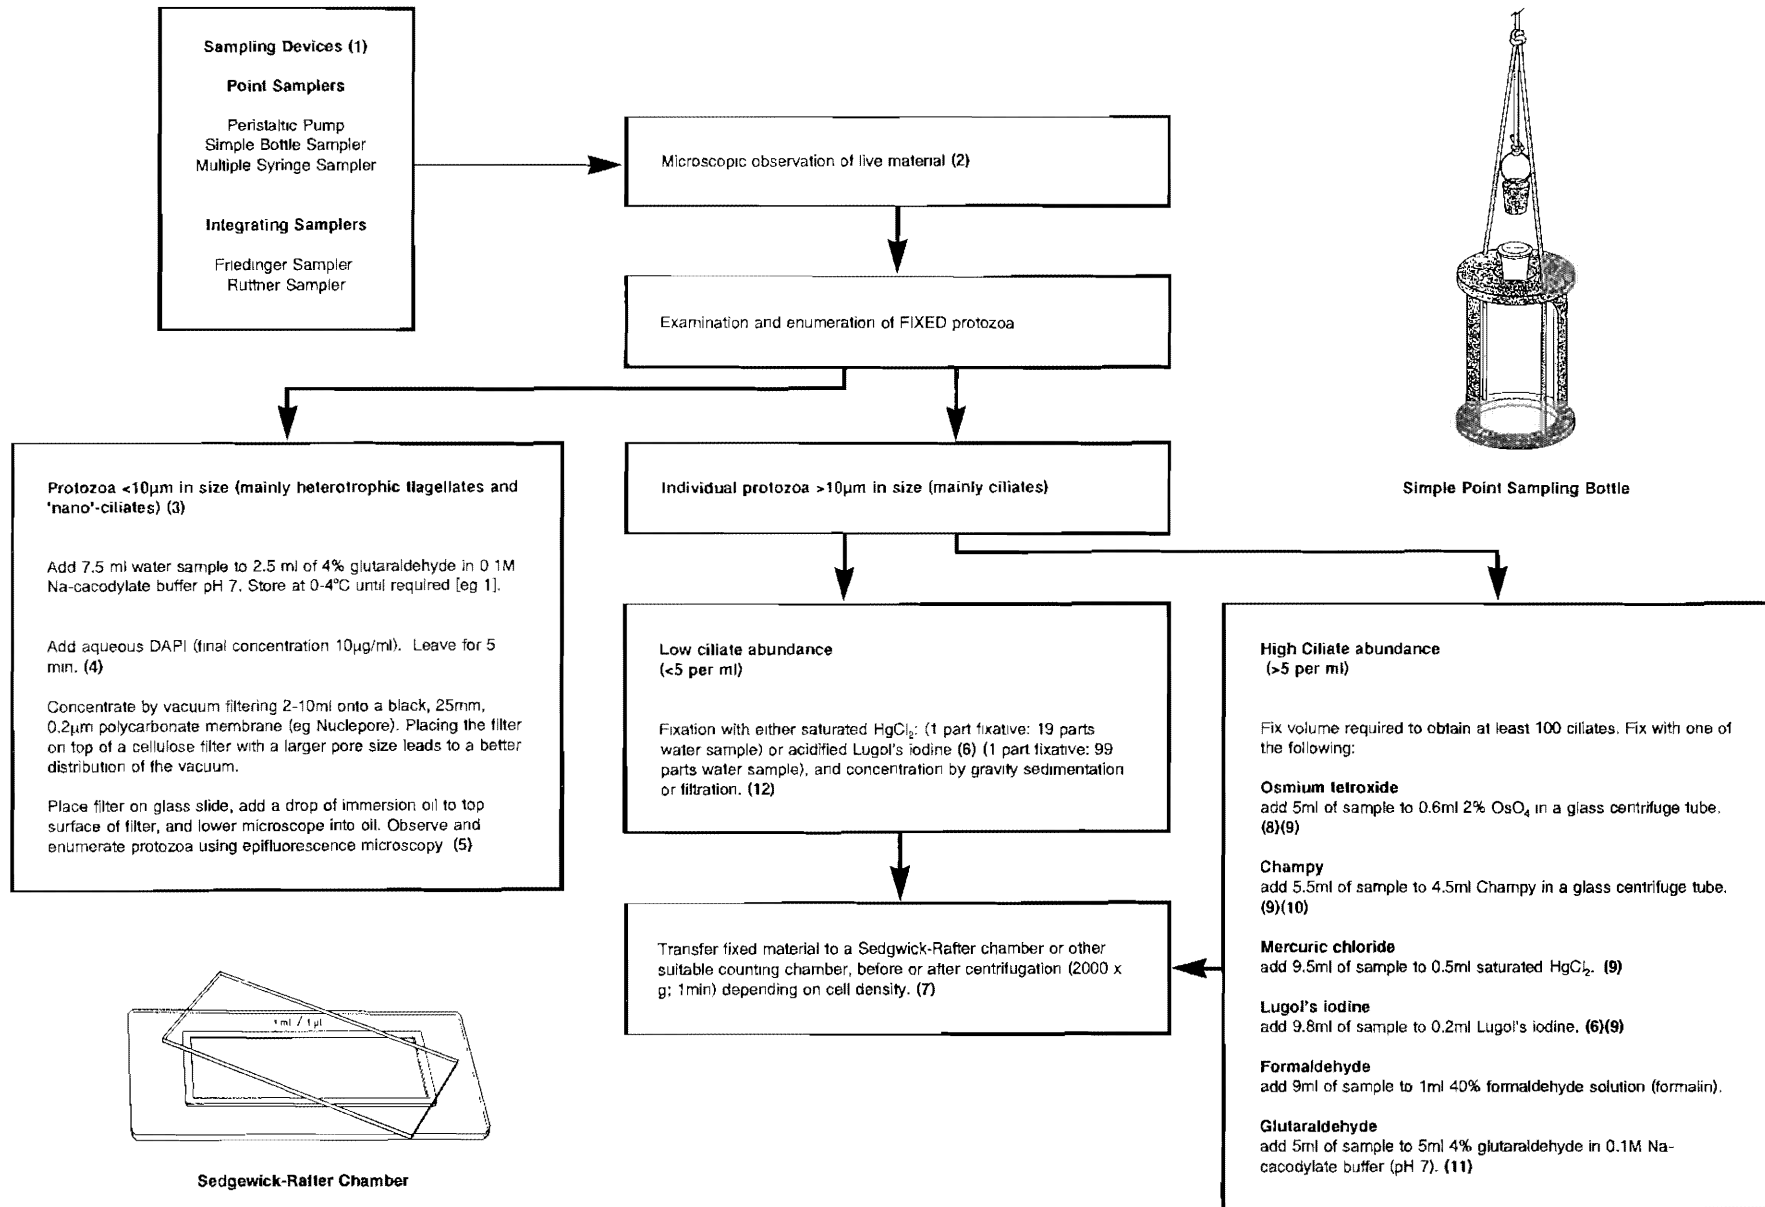 Sampling Devices (1)
Point Samplers
Peristaltic Pump
Simple Bottle Sampler
Multiple Syringe Sampler
Integrating Samplers
Friedinger Sampler
Ruttner Sampler
Microscopic observation of live material (2)
Examination and enumeration of FIXED protozoa
Protozoa <10µm in size (mainly heterotrophic flagellates and
'nano'-ciliates) (3)
Add 7.5 ml water sample to 2.5 ml of 4% glutaraldehyde in 0 1M
Na-cacodylate buffer pH 7. Store at 0-4°C until required [eg 1].
Add aqueous DAPI (final concentration 10µg/ml). Leave for 5
min. (4)
Concentrate by vacuum filtering 2-10ml onto a black, 25mm,
0.2µm polycarbonate membrane (eg Nuclepore). Placing the filter
on top of a cellulose filter with a larger pore size leads to a better
distribution of the vacuum.
Place filter on glass slide, add a drop of immersion oil to top
surface of filter, and lower microscope into oil. Observe and
enumerate protozoa using epifluorescence microscopy (5)
Individual protozoa >10µm in size (mainly ciliates)
Low ciliate abundance
(<5 per ml)
Fixation with either saturated HgCl₂: (1 part fixative: 19 parts
water sample) or acidified Lugol's iodine (6) (1 part fixative: 99
parts water sample), and concentration by gravity sedimentation
or filtration. (12)
Transfer fixed material to a Sedgwick-Rafter chamber or other
suitable counting chamber, before or after centrifugation (2000 x
g; 1min) depending on cell density. (7)
High Ciliate abundance
(>5 per ml)
Fix volume required to obtain at least 100 ciliates. Fix with one of
the following:
Osmium tetroxide
add 5ml of sample to 0.6ml 2% OsO₄ in a glass centrifuge tube.
(8)(9)
Champy
add 5.5ml of sample to 4.5ml Champy in a glass centrifuge tube.
(9)(10)
Mercuric chloride
add 9.5ml of sample to 0.5ml saturated HgCl₂. (9)
Lugol's iodine
add 9.8ml of sample to 0.2ml Lugol's iodine. (6)(9)
Formaldehyde
add 9ml of sample to 1ml 40% formaldehyde solution (formalin).
Glutaraldehyde
add 5ml of sample to 5ml 4% glutaraldehyde in 0.1M Na-
cacodylate buffer (pH 7). (11)
Simple Point Sampling Bottle
1ml / 1µl
Sedgewick-Rafter Chamber